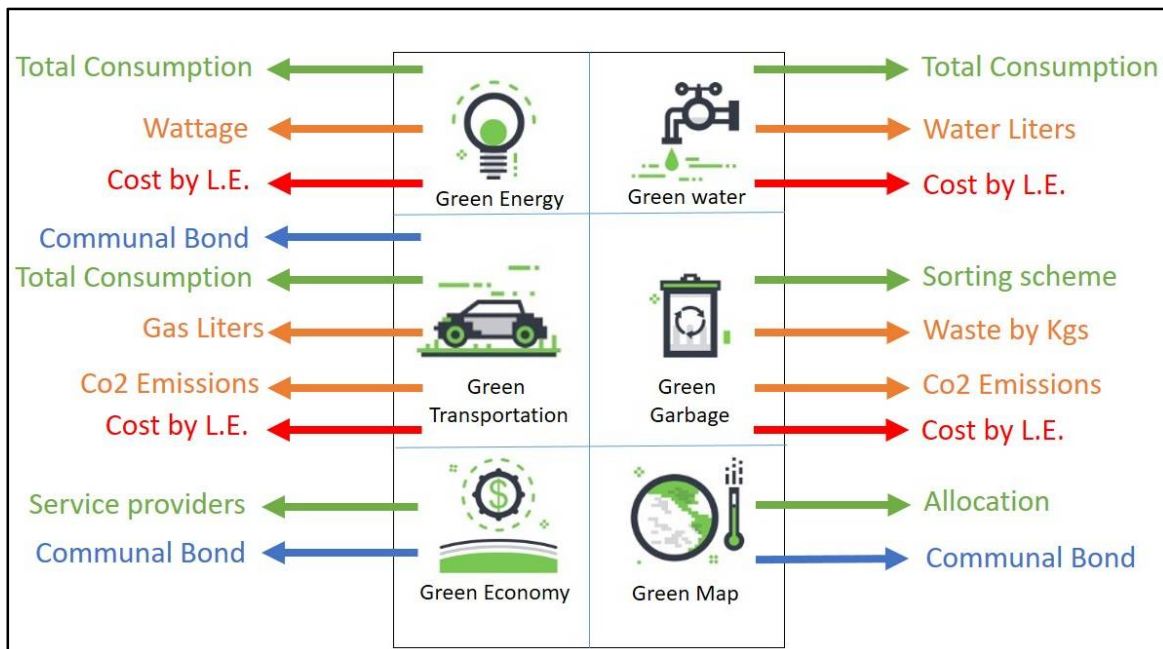 Total Consumption
Wattage
Cost by L.E.
Communal Bond
Total Consumption
Gas Liters
Co2 Emissions
Cost by L.E.
Service providers
Communal Bond
Green Energy
Green water
Green
Transportation
Green
Garbage
$
Green Economy
Green Map
Total Consumption
Water Liters
Cost by L.E.
Sorting scheme
Waste by Kgs
Co2 Emissions
Cost by L.E.
Allocation
Communal Bond